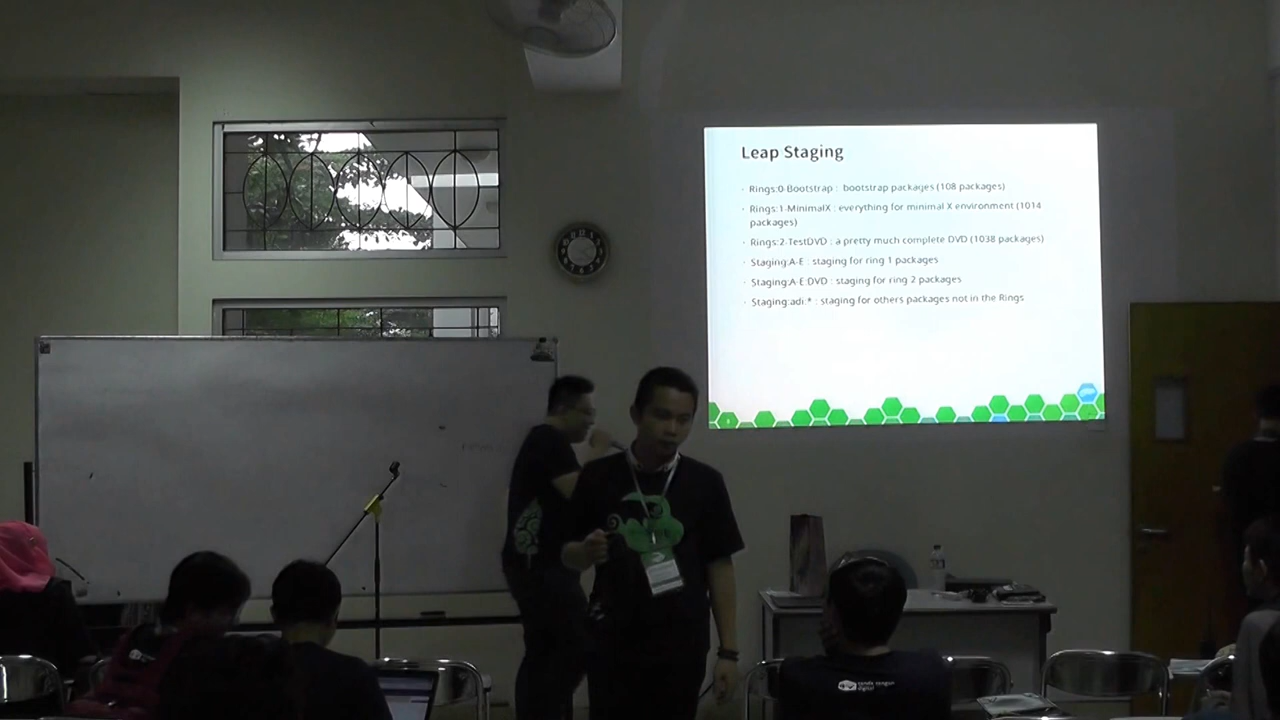 Leap Staging
· Rings:0-Bootstrap : bootstrap packages (108 packages)
· Rings:1-MinimalX : everything for minimal X environment (1014
packages)
· Rings:2-TestDVD : a pretty much complete DVD (1038 packages)
· Staging:A-E : staging for ring 1 packages
· Staging:A-E:DVD : staging for ring 2 packages
· Staging:adi:* : staging for others packages not in the Rings
digital